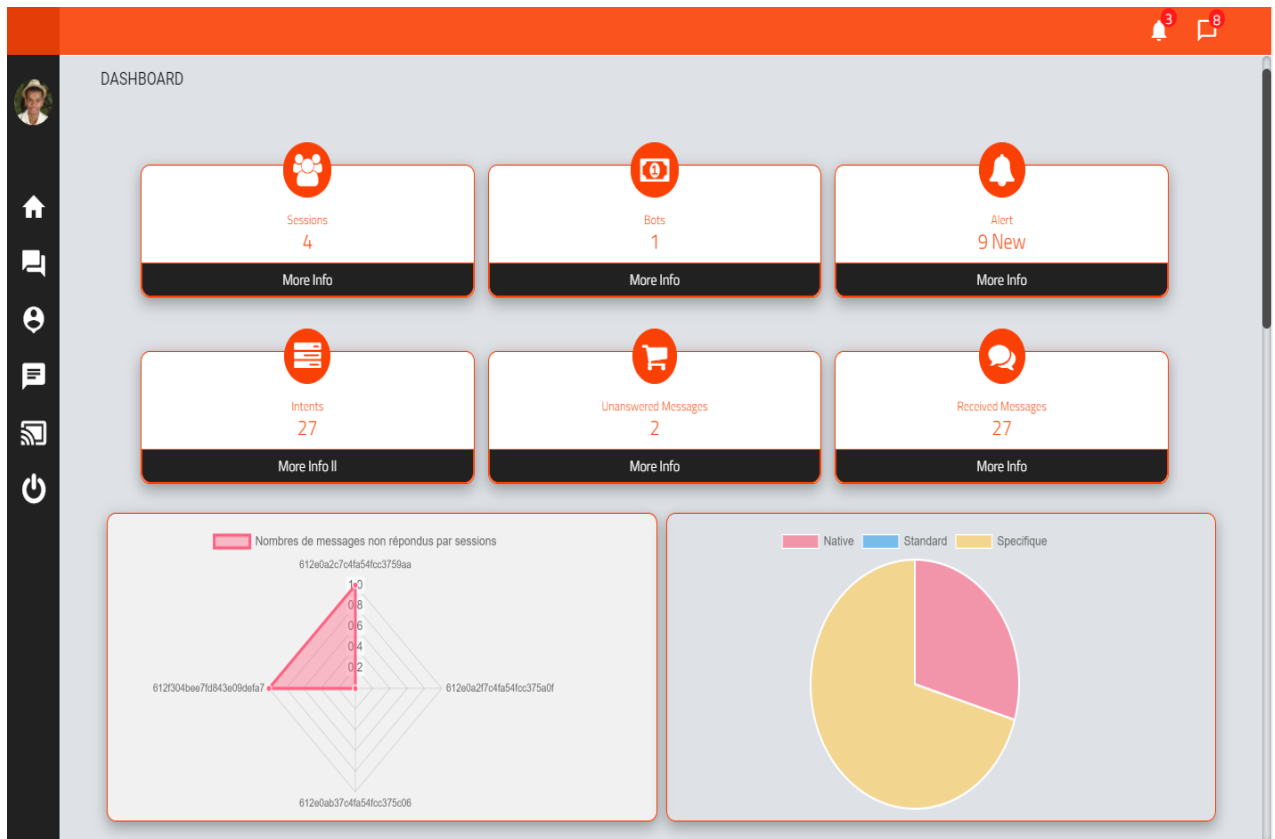 3
8
DASHBOARD
Sessions
4
More Info
Bots
1
More Info
Alert
9 New
More Info
Intents
27
More Info II
Unanswered Messages
2
More Info
Received Messages
27
More Info
Nombres de messages non répondus par sessions
612e0a2c7c4fa54fcc3759aa
1.0
0.8
0.6
0.4
0.2
612f304bee7fd843e09defa7
612e0a2f7c4fa54fcc375a0f
612e0ab37c4fa54fcc375c06
Native Standard Specifique